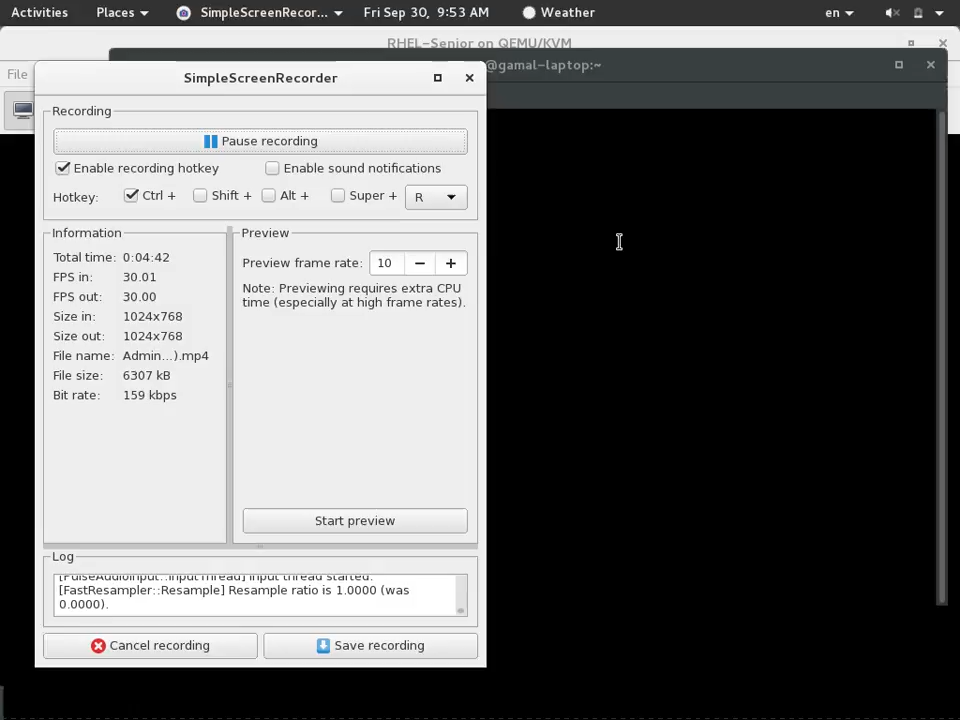 Activities Places SimpleScreenRecor... Fri Sep 30, 9:53 AM Weather en
RHEL-Senior on QEMU/KVM
File
@gamal-laptop:~
SimpleScreenRecorder
Recording
Pause recording
Enable recording hotkey Enable sound notifications
Hotkey: Ctrl + Shift + Alt + Super + R
Information
Total time: 0:04:42
FPS in: 30.01
FPS out: 30.00
Size in: 1024x768
Size out: 1024x768
File name: Admin...).mp4
File size: 6307 kB
Bit rate: 159 kbps
Preview
Preview frame rate: 10 - +
Note: Previewing requires extra CPU
time (especially at high frame rates).
Start preview
Log
[PulseAudioInput::InputThread] Input thread started.
[FastResampler::Resample] Resample ratio is 1.0000 (was
0.0000).
Cancel recording Save recording